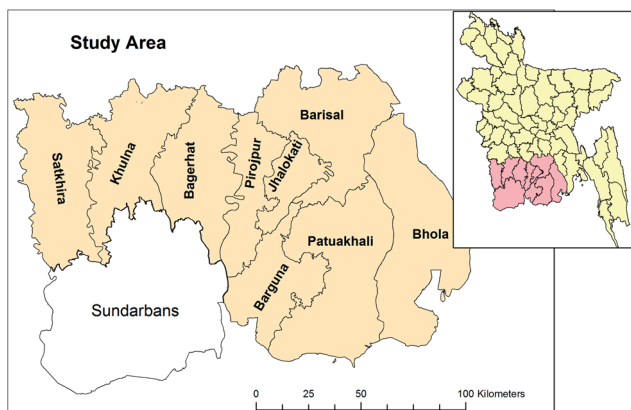 Study Area
Barisal
Satkhira
Khulna
Bagerhat
Pirojpur
Jhalokati
Patuakhali
Bhola
Barguna
Sundarbans
0 25 50 100 Kilometers